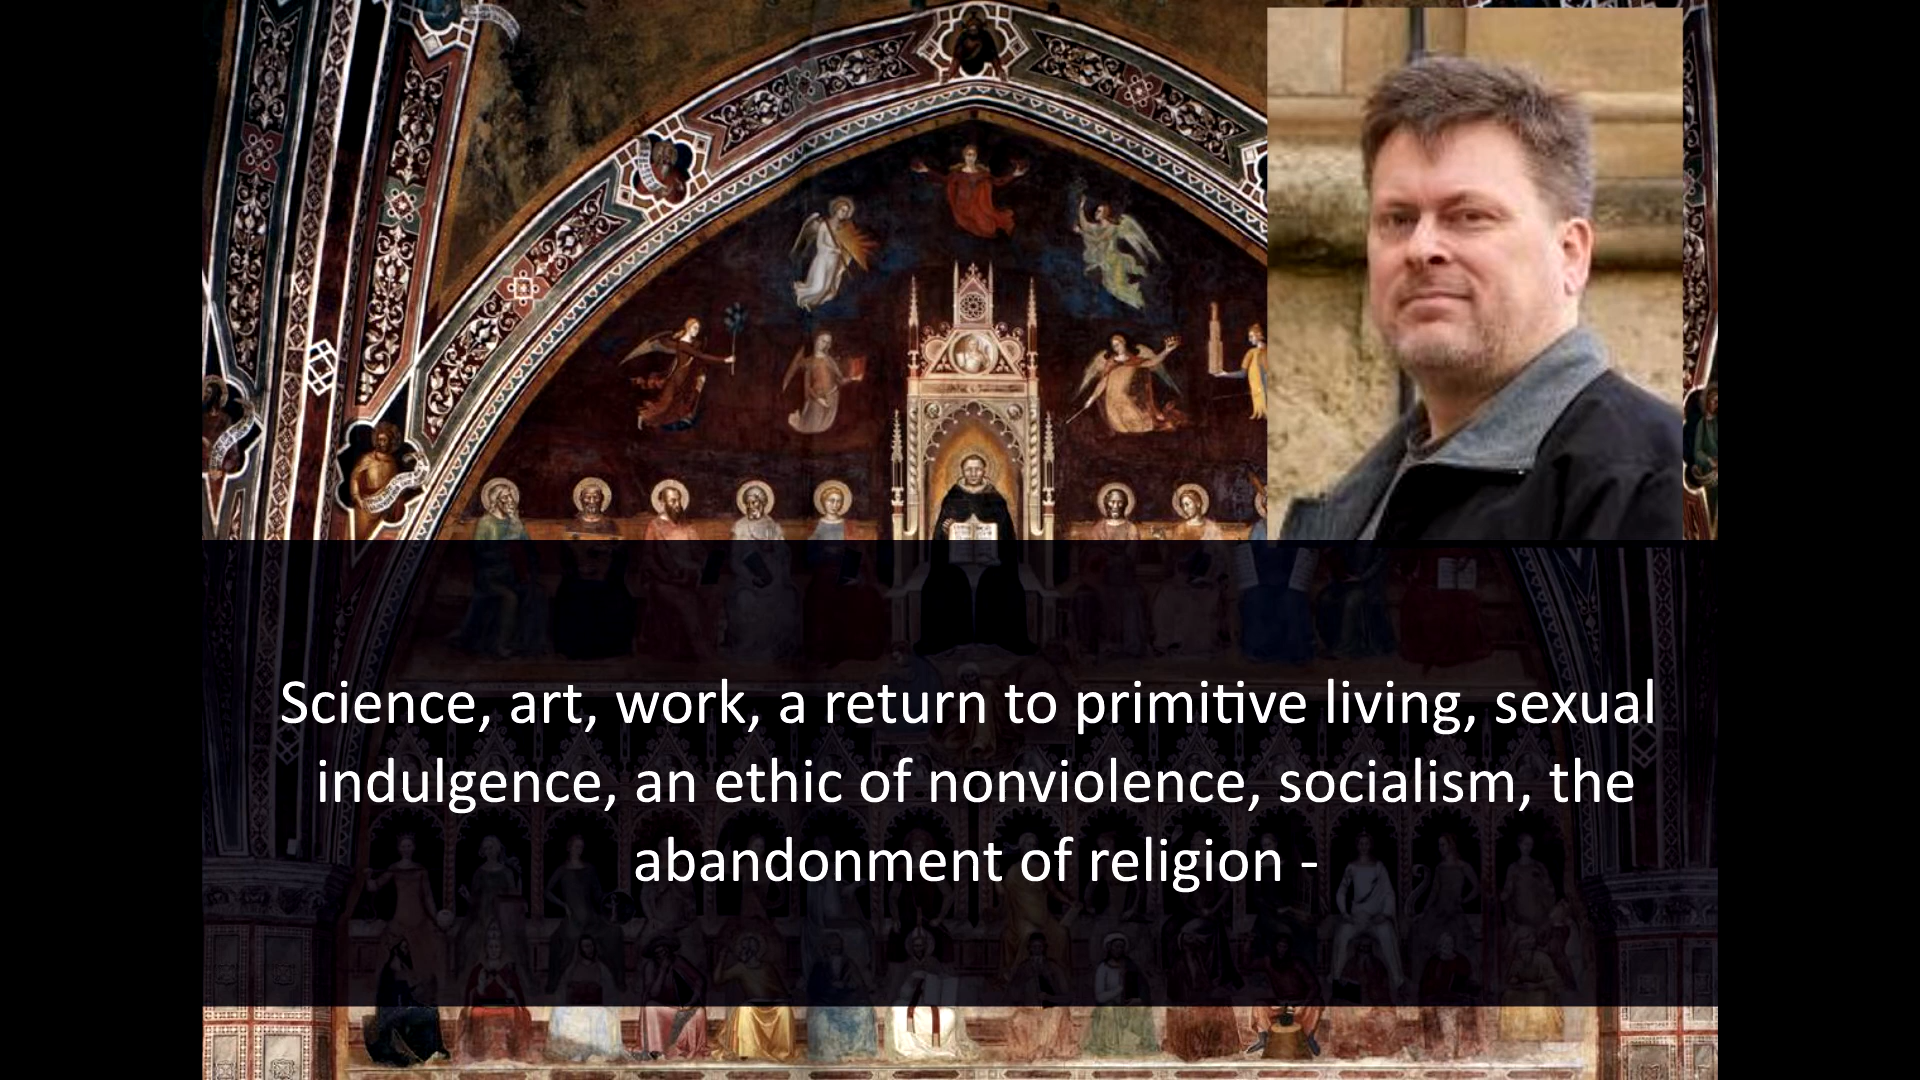 Science, art, work, a return to primitive living, sexual
indulgence, an ethic of nonviolence, socialism, the
abandonment of religion -